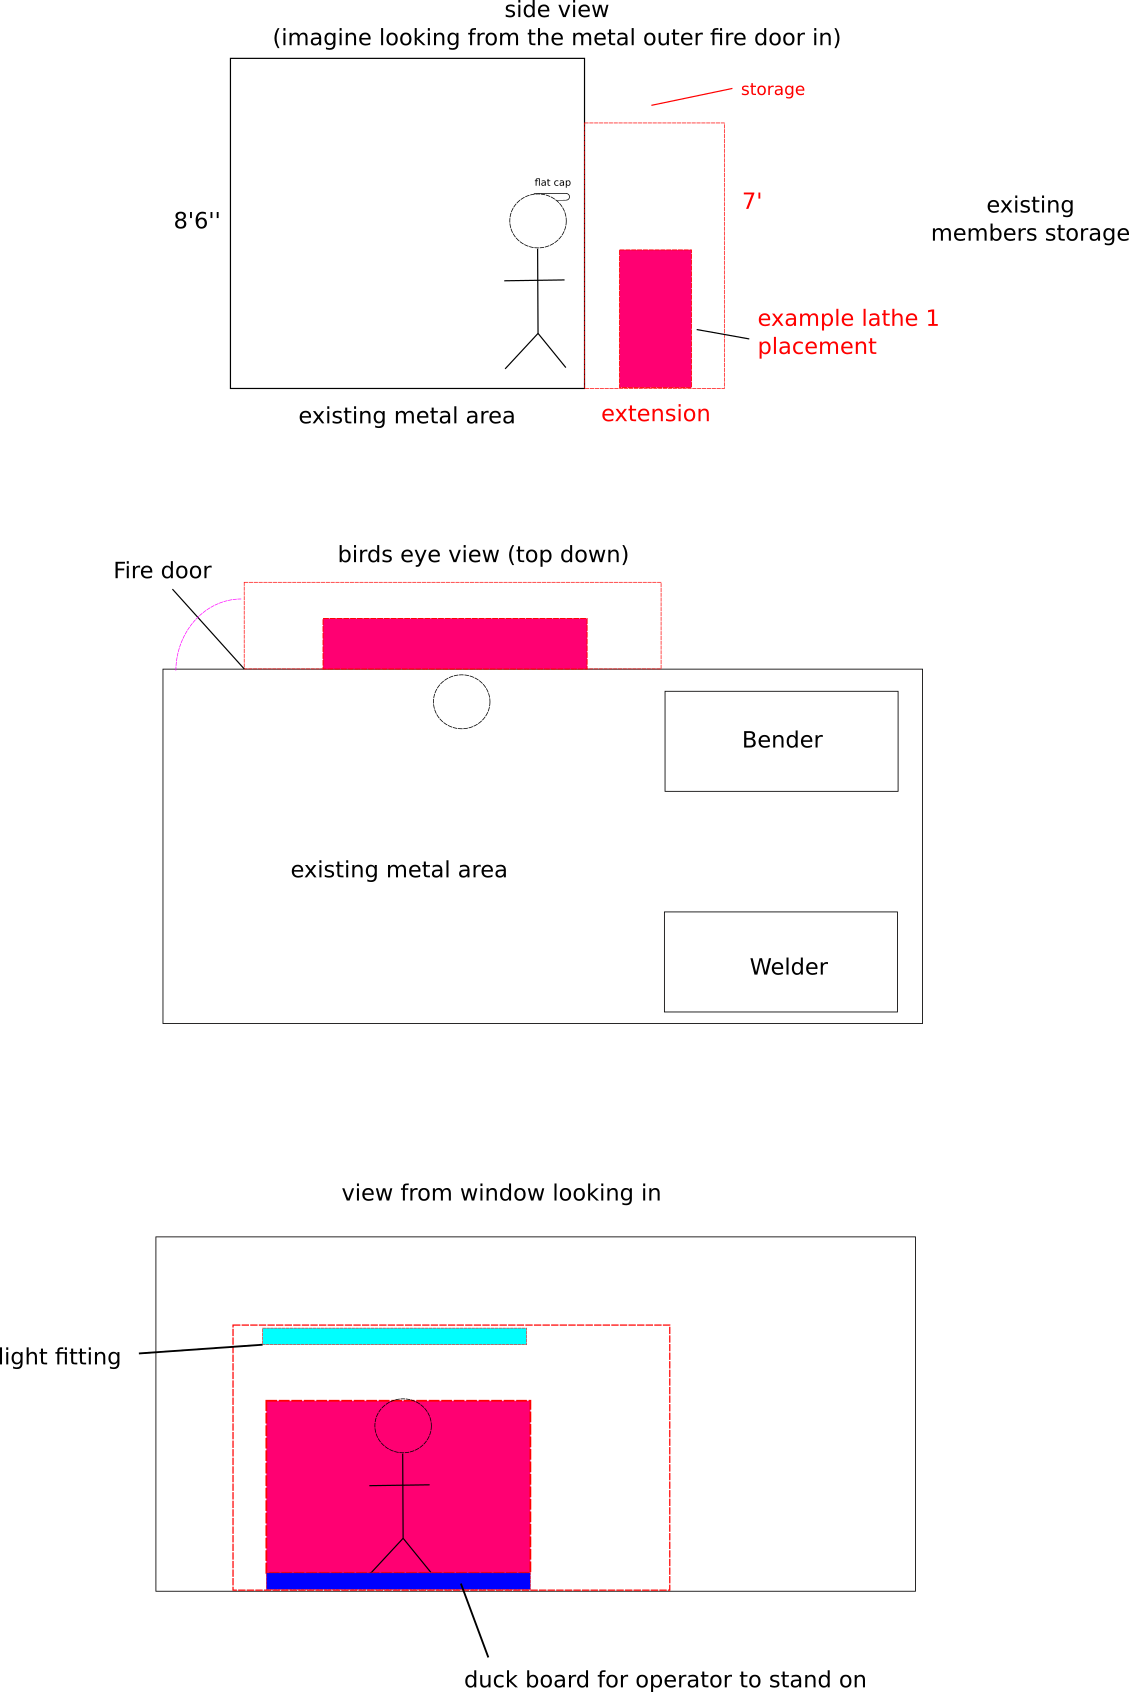 side view
(imagine looking from the metal outer fire door in)
storage
flat cap
7'
8'6''
existing
members storage
example lathe 1
placement
existing metal area
extension
birds eye view (top down)
Fire door
Bender
existing metal area
Welder
view from window looking in
light fitting
duck board for operator to stand on